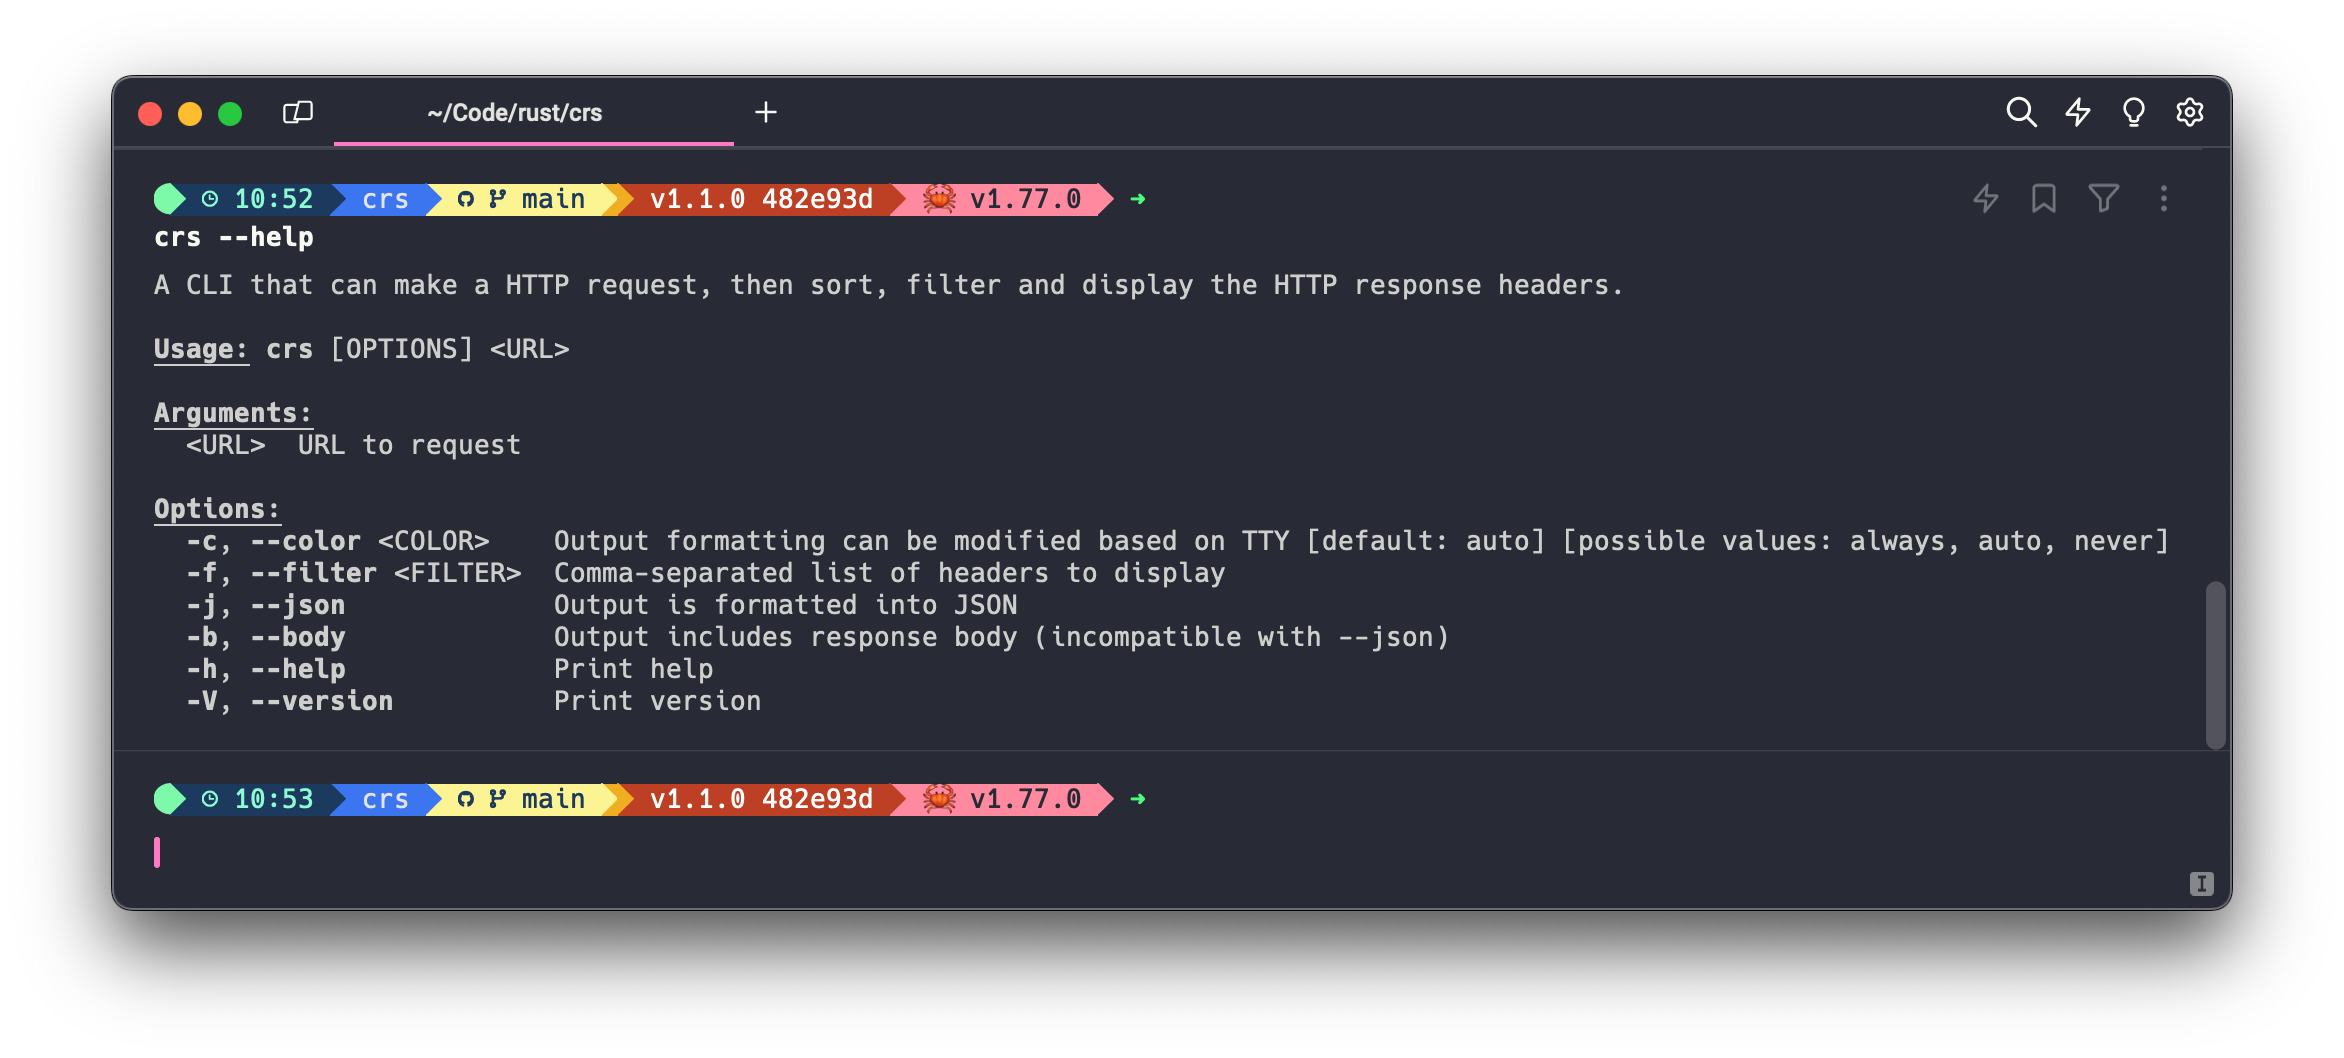 ~/Code/rust/crs
10:52 crs main v1.1.0 482e93d 🦀 v1.77.0 ➜
crs --help
A CLI that can make a HTTP request, then sort, filter and display the HTTP response headers.
Usage: crs [OPTIONS] <URL>
Arguments:
<URL>  URL to request
Options:
-c, --color <COLOR>    Output formatting can be modified based on TTY [default: auto] [possible values: always, auto, never]
-f, --filter <FILTER>  Comma-separated list of headers to display
-j, --json             Output is formatted into JSON
-b, --body             Output includes response body (incompatible with --json)
-h, --help             Print help
-V, --version          Print version
10:53 crs main v1.1.0 482e93d 🦀 v1.77.0 ➜
I